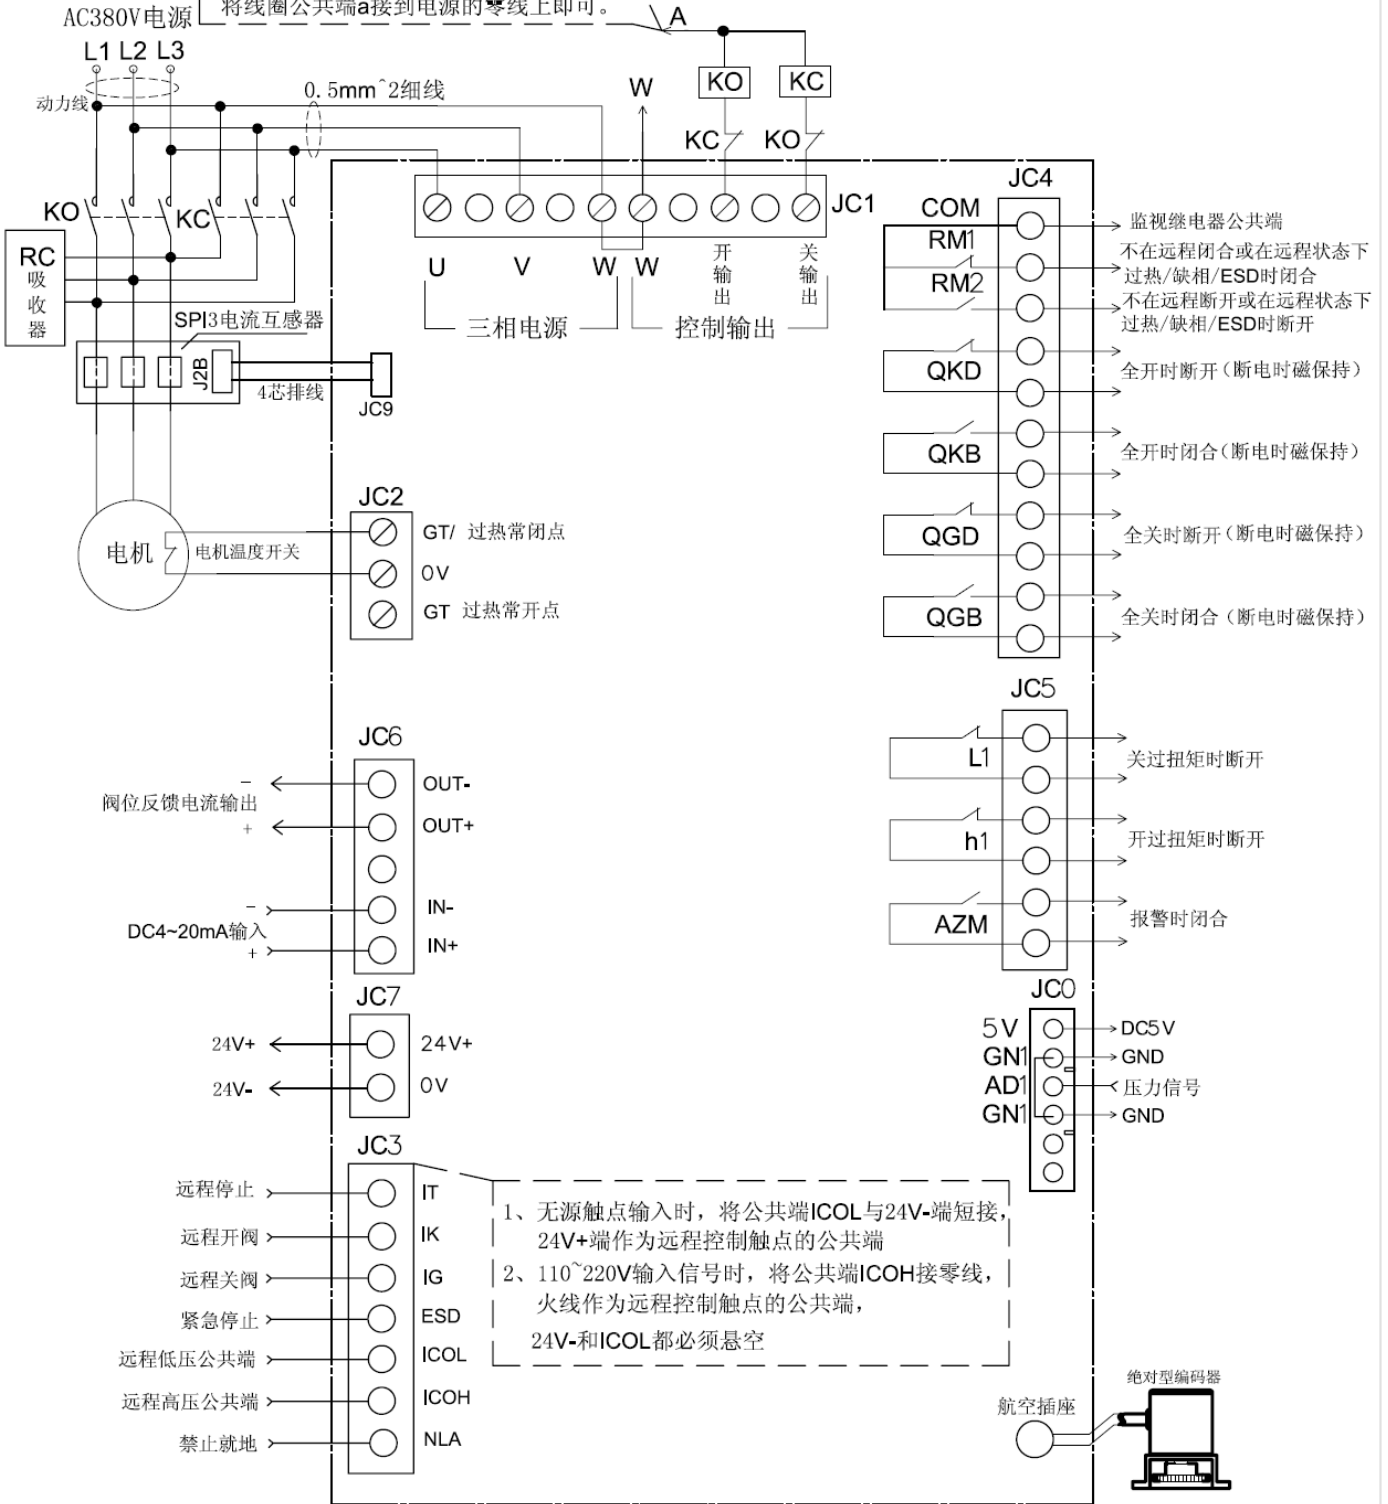 将线圈公共端a接到电源的零线上即可。
AC380V电源
A
L1 L2 L3
KO
KC
W
0.5mm^2细线
动力线
KC
KO
JC4
KO
KC
JC1
COM
监视继电器公共端
RM1
不在远程闭合或在远程状态下
过热/缺相/ESD时闭合
RM2
不在远程断开或在远程状态下
过热/缺相/ESD时断开
RC
吸
收
器
U
V
W
W
开输出
关输出
三相电源
控制输出
SPI3电流互感器
J2B
4芯排线
JC9
QKD
全开时断开(断电时磁保持)
QKB
全开时闭合(断电时磁保持)
QGD
全关时断开(断电时磁保持)
QGB
全关时闭合(断电时磁保持)
JC2
GT/ 过热常闭点
电机
电机温度开关
0V
GT 过热常开点
JC5
L1
关过扭矩时断开
h1
开过扭矩时断开
AZM
报警时闭合
JC6
-
OUT-
阀位反馈电流输出
+
OUT+
-
IN-
DC4~20mA输入
+
IN+
JC0
5V
DC5V
GN1
GND
AD1
压力信号
GN1
GND
JC7
24V+
24V+
24V-
0V
JC3
远程停止
IT
远程开阀
IK
远程关阀
IG
紧急停止
ESD
远程低压公共端
ICOL
远程高压公共端
ICOH
禁止就地
NLA
1、无源触点输入时，将公共端ICOL与24V-端短接，
24V+端作为远程控制触点的公共端
2、110~220V输入信号时，将公共端ICOH接零线，
火线作为远程控制触点的公共端，
24V-和ICOL都必须悬空
绝对型编码器
航空插座